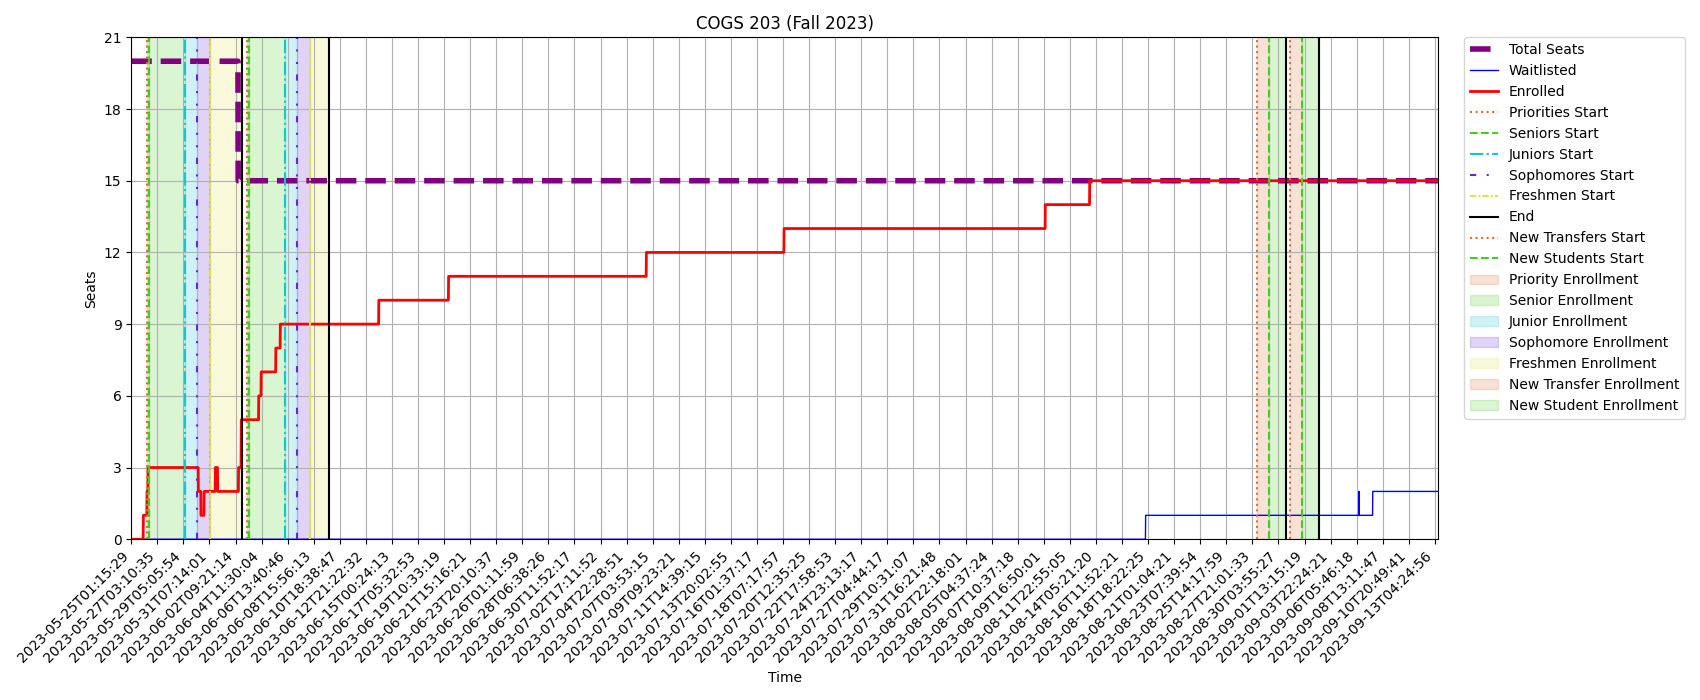 COGS 203 (Fall 2023)
Seats
21
18
15
12
9
6
3
0
2023-05-25T01:15:29
2023-05-27T03:10:35
2023-05-29T05:05:54
2023-05-31T07:14:01
2023-06-02T09:21:14
2023-06-04T11:30:04
2023-06-06T13:40:46
2023-06-08T15:56:13
2023-06-10T18:38:47
2023-06-12T21:22:32
2023-06-15T00:24:13
2023-06-17T05:32:53
2023-06-19T10:33:19
2023-06-21T15:16:21
2023-06-23T20:10:37
2023-06-26T01:11:59
2023-06-28T06:38:26
2023-06-30T11:52:17
2023-07-02T17:11:52
2023-07-04T22:28:51
2023-07-07T03:53:15
2023-07-09T09:23:21
2023-07-11T14:39:15
2023-07-13T20:02:55
2023-07-16T01:37:17
2023-07-18T07:17:57
2023-07-20T12:35:25
2023-07-22T17:58:53
2023-07-24T23:13:17
2023-07-27T04:44:17
2023-07-29T10:31:07
2023-07-31T16:21:48
2023-08-02T22:18:01
2023-08-05T04:37:24
2023-08-07T10:37:18
2023-08-09T16:50:01
2023-08-11T22:55:05
2023-08-14T05:21:20
2023-08-16T11:52:21
2023-08-18T18:22:25
2023-08-21T01:04:21
2023-08-23T07:39:54
2023-08-25T14:17:59
2023-08-27T21:01:33
2023-08-30T03:55:27
2023-09-01T13:15:19
2023-09-03T22:24:21
2023-09-06T05:46:18
2023-09-08T13:11:47
2023-09-10T20:49:41
2023-09-13T04:24:56
Time
Total Seats
Waitlisted
Enrolled
Priorities Start
Seniors Start
Juniors Start
Sophomores Start
Freshmen Start
End
New Transfers Start
New Students Start
Priority Enrollment
Senior Enrollment
Junior Enrollment
Sophomore Enrollment
Freshmen Enrollment
New Transfer Enrollment
New Student Enrollment